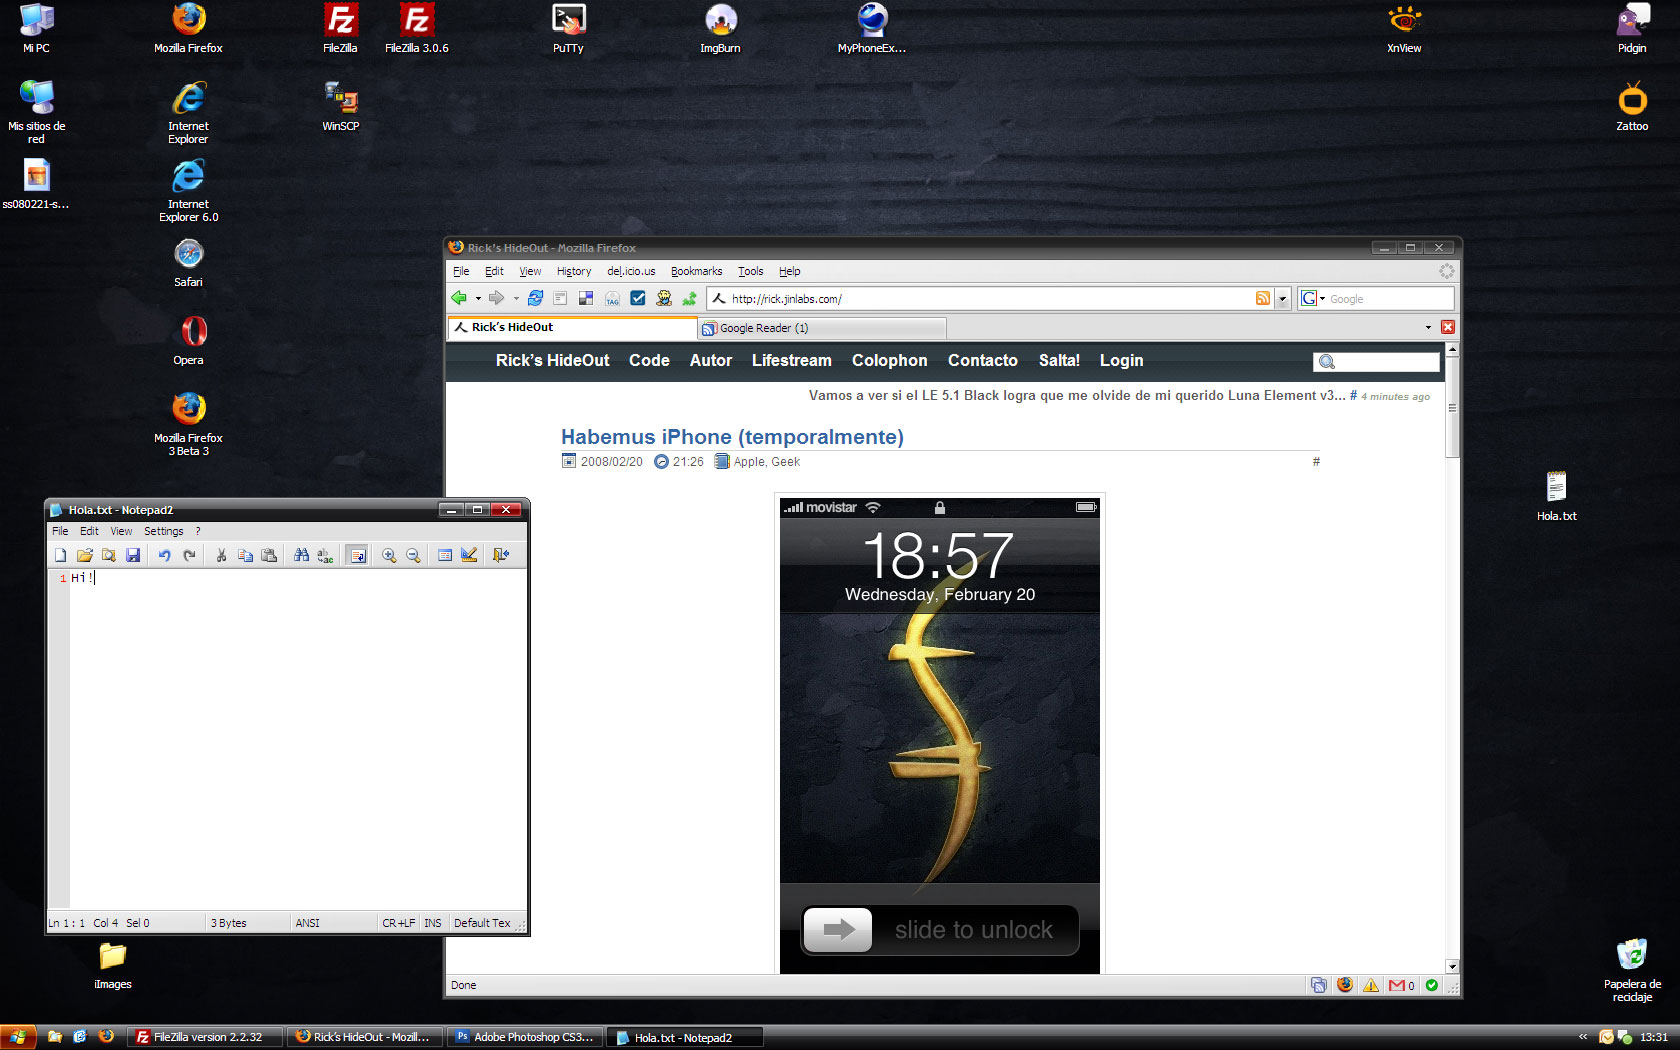 Mi PC
Mozilla Firefox
FileZilla
FileZilla 3.0.6
PuTTy
ImgBurn
MyPhoneEx...
XnView
Pidgin
Mis sitios de
red
Internet
Explorer
WinSCP
Zattoo
ss080221-s...
Internet
Explorer 6.0
Safari
Opera
Mozilla Firefox
3 Beta 3
Rick's HideOut - Mozilla Firefox
File Edit View History del.icio.us Bookmarks Tools Help
TAG
http://rick.jinlabs.com/
G Google
Rick's HideOut
Google Reader (1)
Rick's HideOut Code Autor Lifestream Colophon Contacto Salta! Login
Vamos a ver si el LE 5.1 Black logra que me olvide de mi querido Luna Element v3... # 4 minutes ago
Habemus iPhone (temporalmente)
2008/02/20 21:26 Apple, Geek #
movistar
18:57
Wednesday, February 20
slide to unlock
Done
0
Hola.txt - Notepad2
File Edit View Settings ?
1 Hi!
Ln 1 : 1 Col 4 Sel 0 3 Bytes ANSI CR+LF INS Default Tex
Hola.txt
iImages
Papelera de
reciclaje
FileZilla version 2.2.32
Rick's HideOut - Mozill...
Ps Adobe Photoshop CS3...
Hola.txt - Notepad2
« 13:31